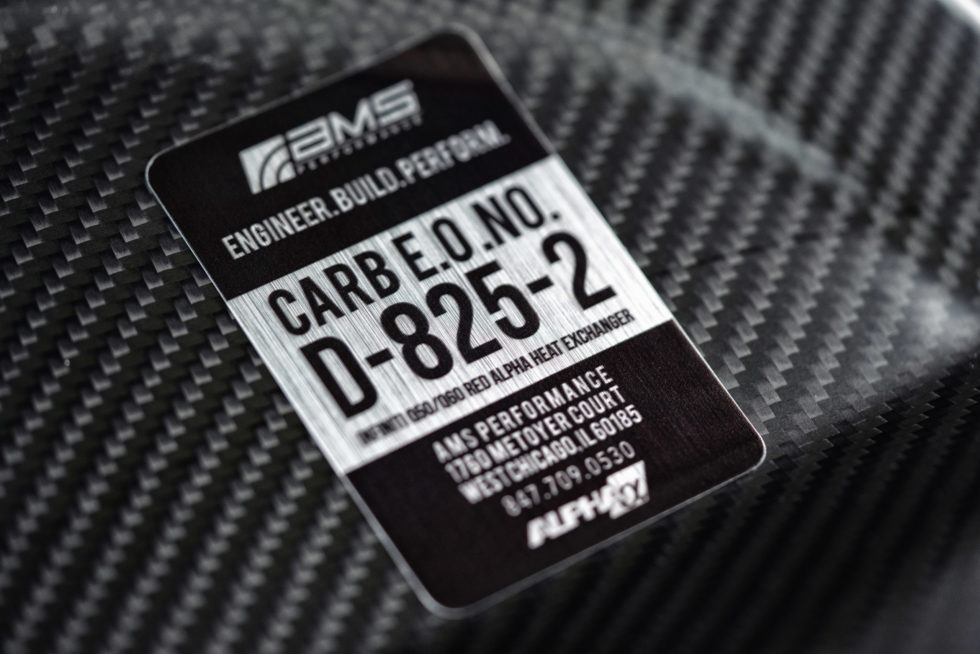 AMS
PERFORMANCE
ENGINEER.BUILD.PERFORM.
CARB E.O.NO.
D-825-2
INFINITI Q50/Q60 RED ALPHA HEAT EXCHANGER
AMS PERFORMANCE
1760 METOYER COURT
WEST CHICAGO, IL 60185
847.709.0530
ALPHA